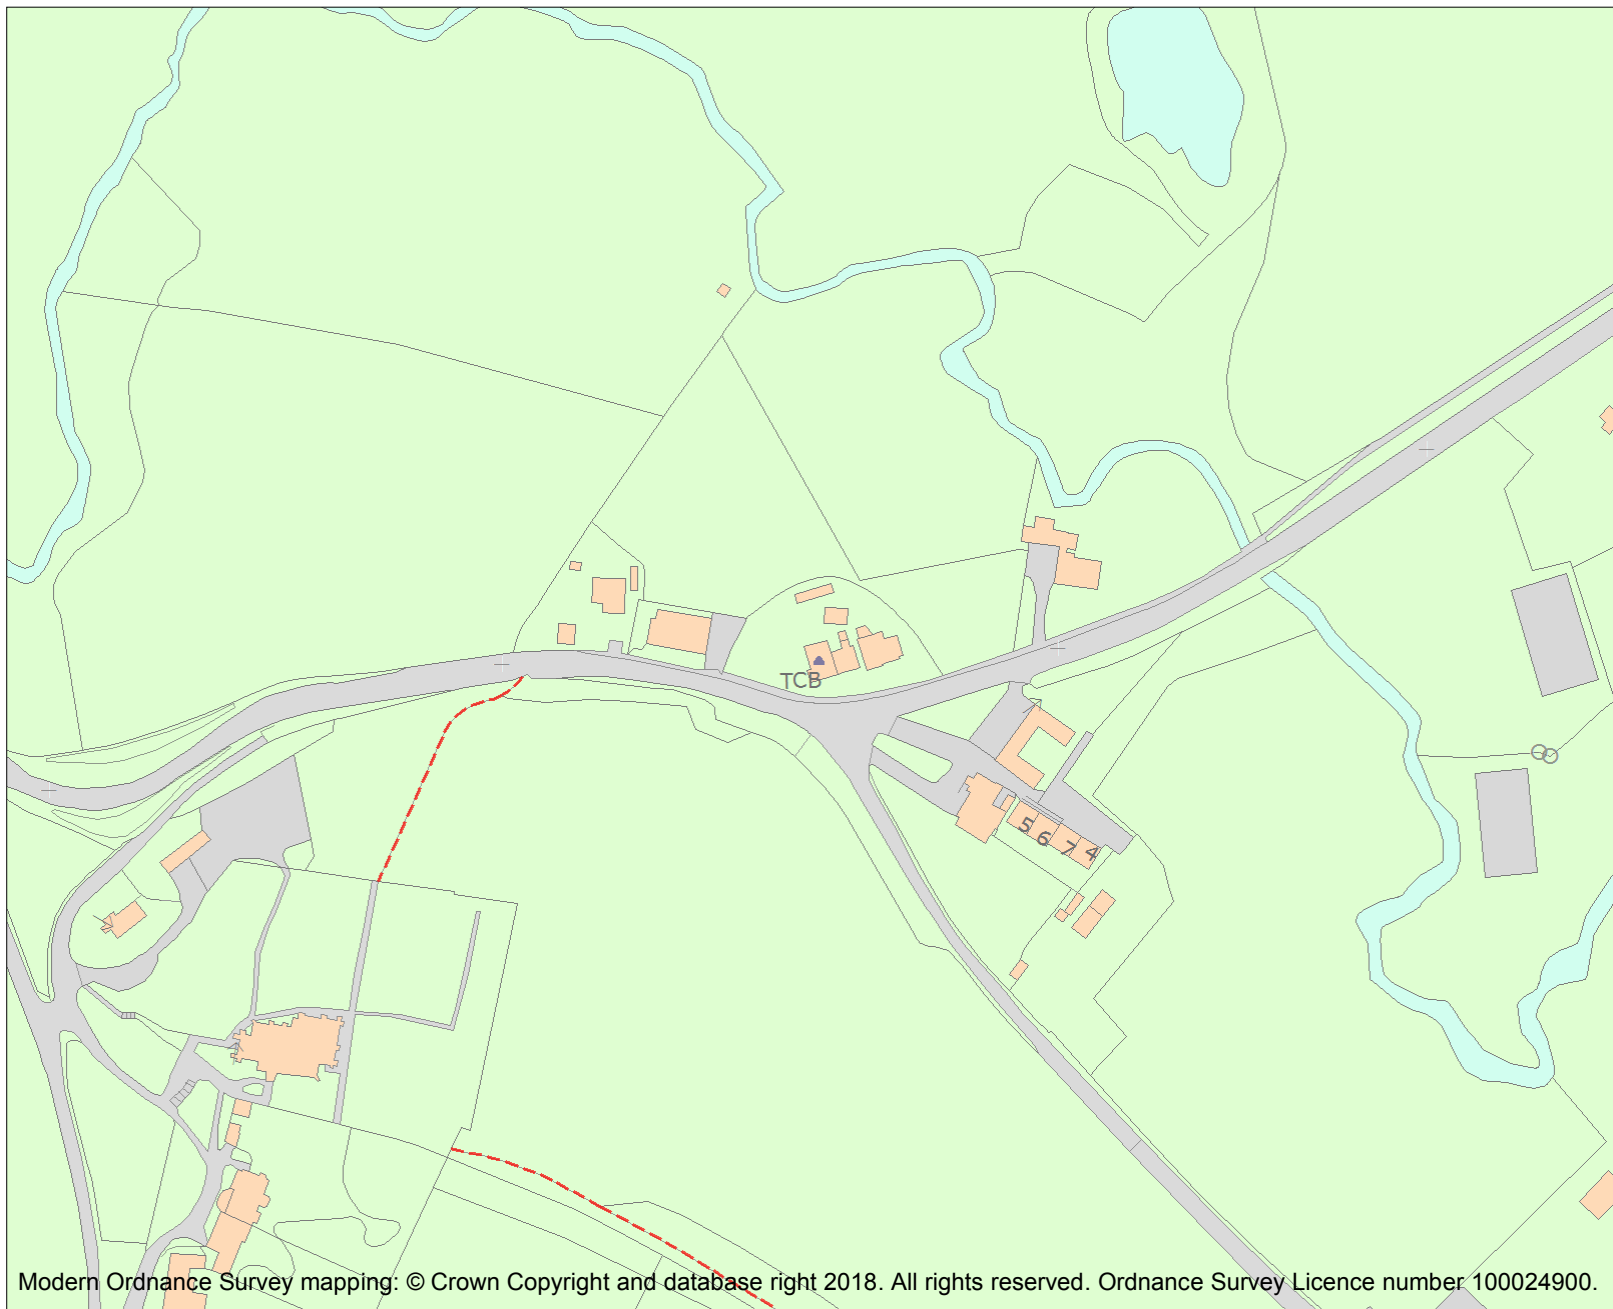 TCB
5 6 7 4
Modern Ordnance Survey mapping: © Crown Copyright and database right 2018. All rights reserved. Ordnance Survey Licence number 100024900.